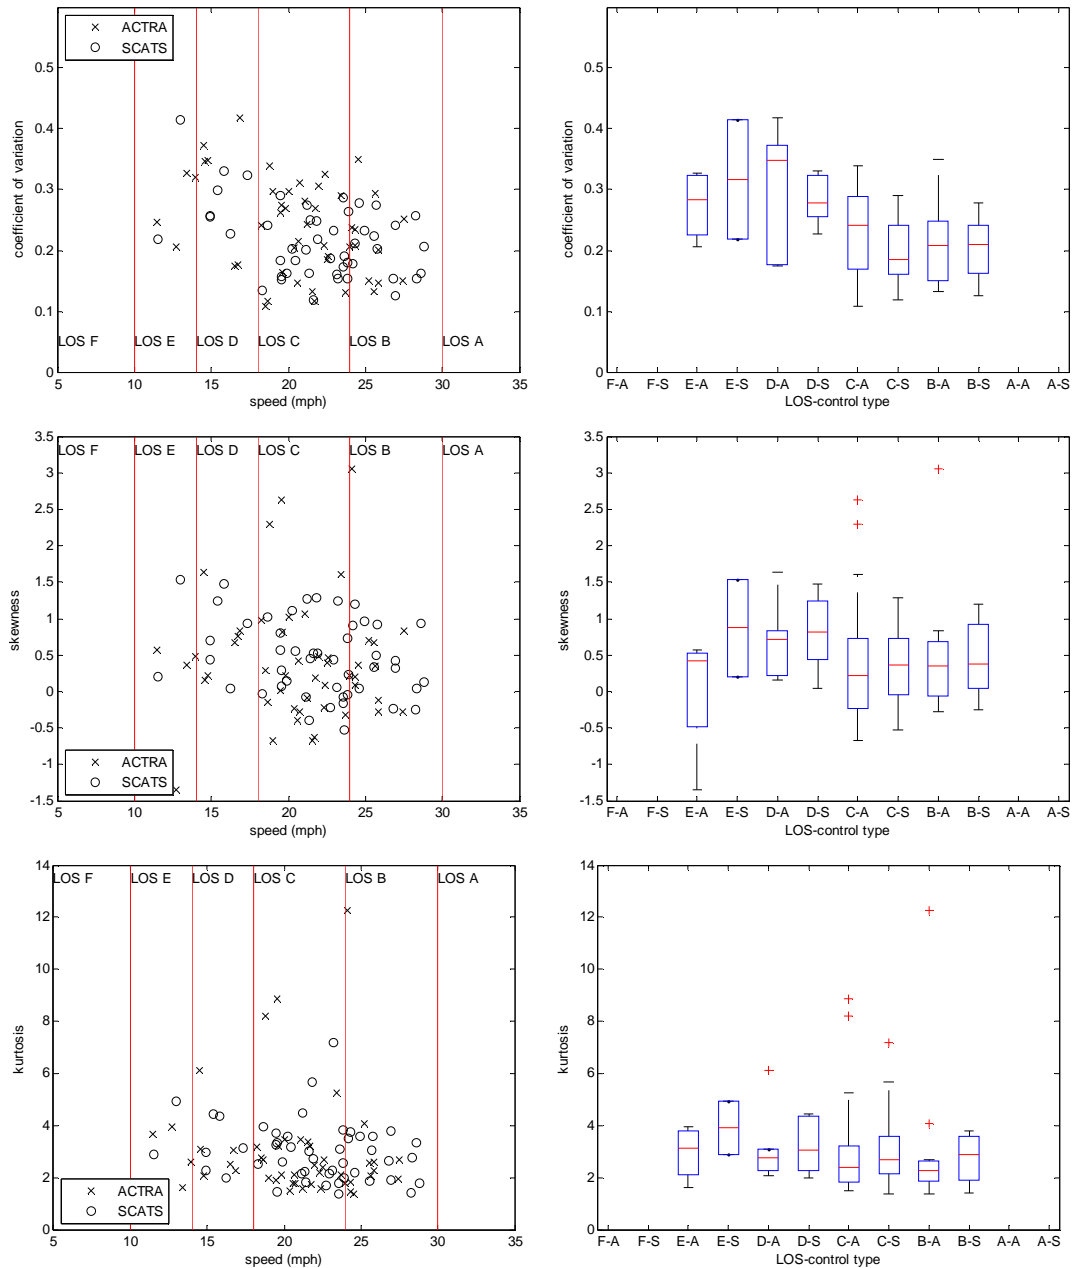 ACTRA
SCATS
0.5
0.4
0.3
0.2
0.1
0
coefficient of variation
LOS F LOS E LOS D LOS C LOS B LOS A
5 10 15 20 25 30 35
speed (mph)
0.5
0.4
0.3
0.2
0.1
0
coefficient of variation
F-A F-S E-A E-S D-A D-S C-A C-S B-A B-S A-A A-S
LOS-control type
3.5
3
2.5
2
1.5
1
0.5
0
-0.5
-1
-1.5
skewness
LOS F LOS E LOS D LOS C LOS B LOS A
ACTRA
SCATS
5 10 15 20 25 30 35
speed (mph)
3.5
3
2.5
2
1.5
1
0.5
0
-0.5
-1
-1.5
skewness
F-A F-S E-A E-S D-A D-S C-A C-S B-A B-S A-A A-S
LOS-control type
14
12
10
8
6
4
2
0
kurtosis
LOS F LOS E LOS D LOS C LOS B LOS A
ACTRA
SCATS
5 10 15 20 25 30 35
speed (mph)
14
12
10
8
6
4
2
0
kurtosis
F-A F-S E-A E-S D-A D-S C-A C-S B-A B-S A-A A-S
LOS-control type